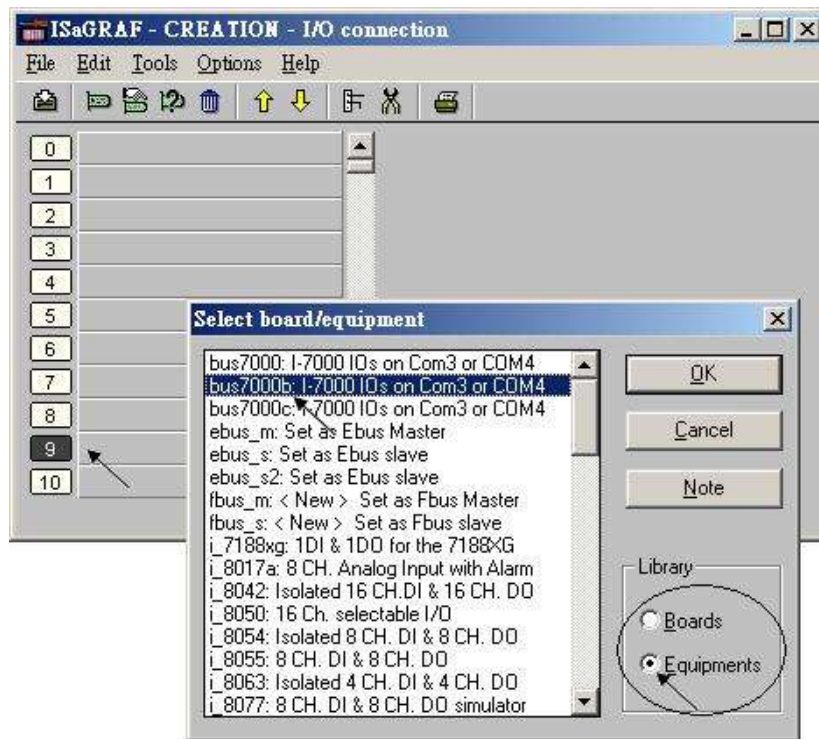 ISaGRAF - CREATION - I/O connection
File Edit Tools Options Help
0
1
2
3
4
5
6
7
8
9
10
Select board/equipment
bus7000: I-7000 IOs on Com3 or COM4
bus7000b: I-7000 IOs on Com3 or COM4
bus7000c: I-7000 IOs on Com3 or COM4
ebus_m: Set as Ebus Master
ebus_s: Set as Ebus slave
ebus_s2: Set as Ebus slave
fbus_m: < New > Set as Fbus Master
fbus_s: < New > Set as Fbus slave
i_7188xg: 1DI & 1DO for the 7188XG
i_8017a: 8 CH. Analog Input with Alarm
i_8042: Isolated 16 CH.DI & 16 CH. DO
i_8050: 16 Ch. selectable I/O
i_8054: Isolated 8 CH. DI & 8 CH. DO
i_8055: 8 CH. DI & 8 CH. DO
i_8063: Isolated 4 CH. DI & 4 CH. DO
i_8077: 8 CH. DI & 8 CH. DO simulator
OK
Cancel
Note
Library
Boards
Equipments